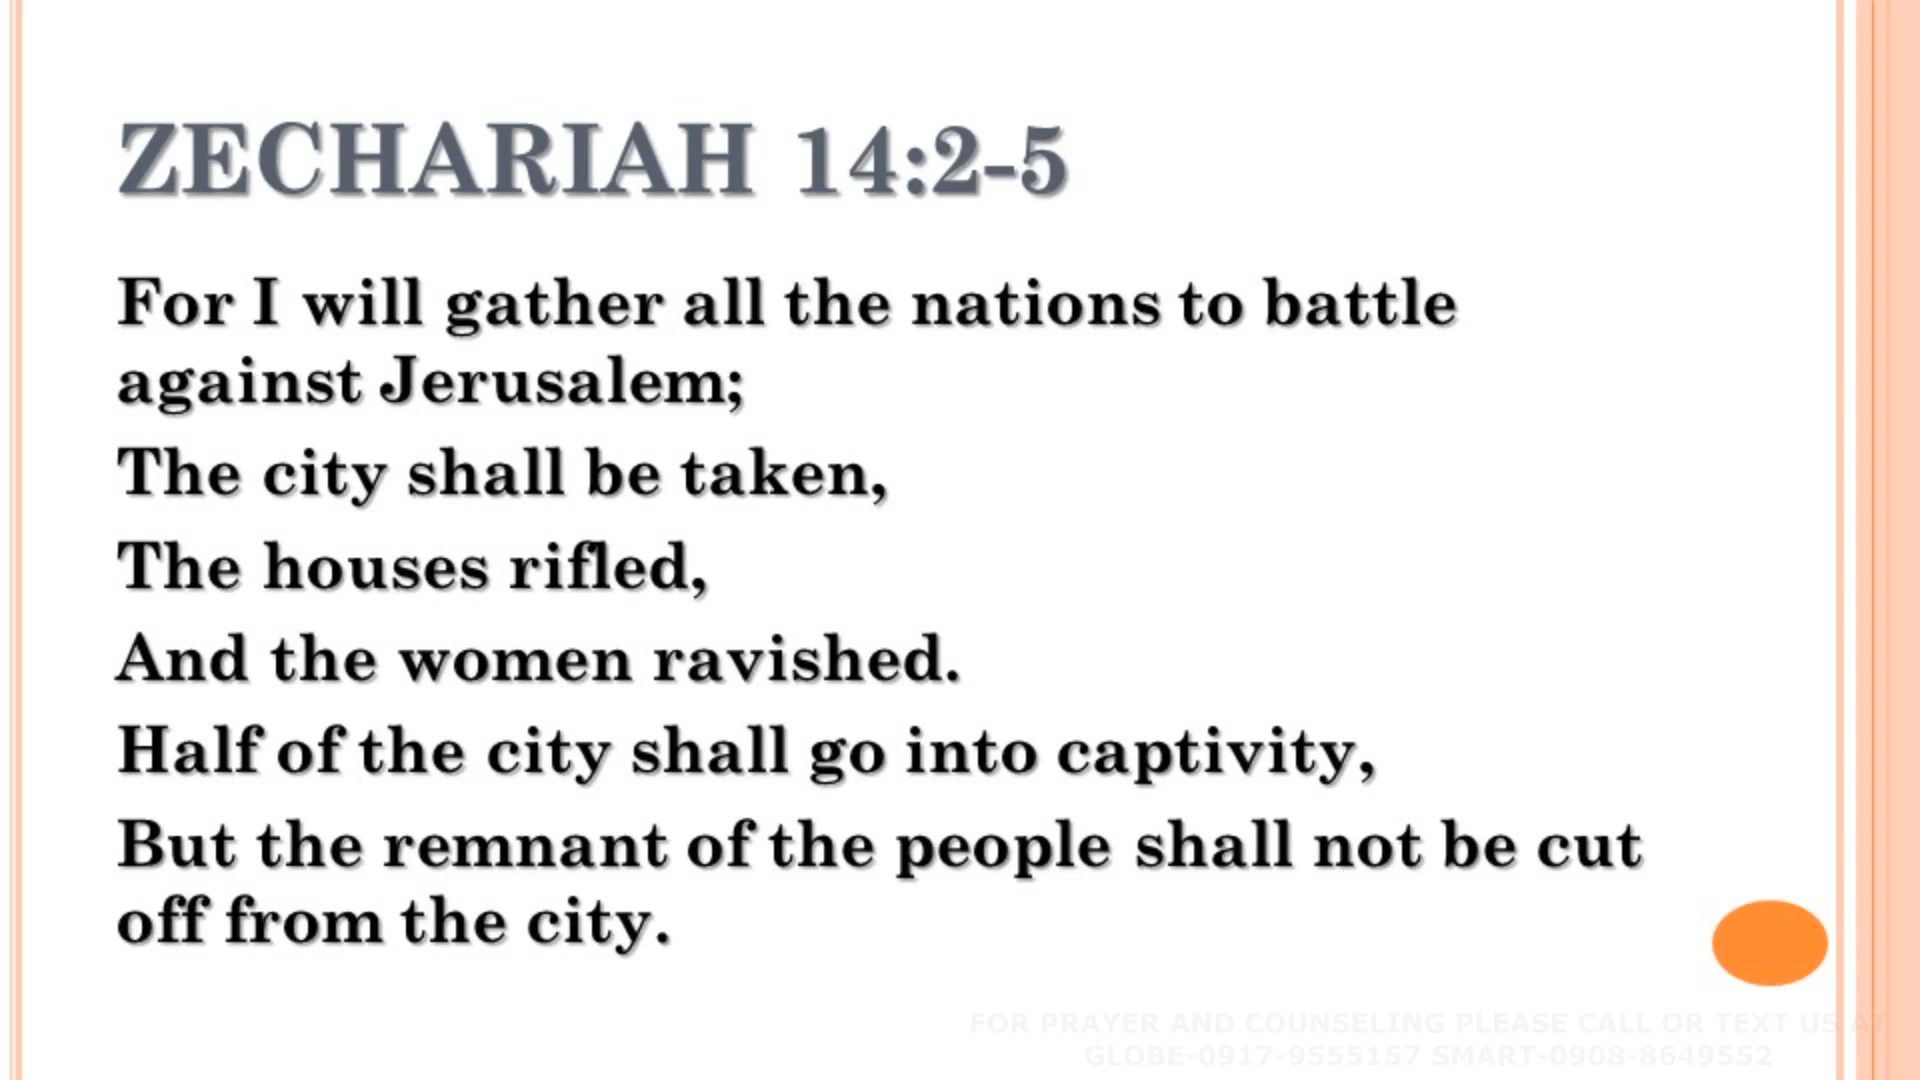 ZECHARIAH 14:2-5
For I will gather all the nations to battle
against Jerusalem;
The city shall be taken,
The houses rifled,
And the women ravished.
Half of the city shall go into captivity,
But the remnant of the people shall not be cut
off from the city.
FOR PRAYER AND COUNSELING PLEASE CALL OR TEXT US AT
GLOBE-0917-9555157 SMART-0908-8649552